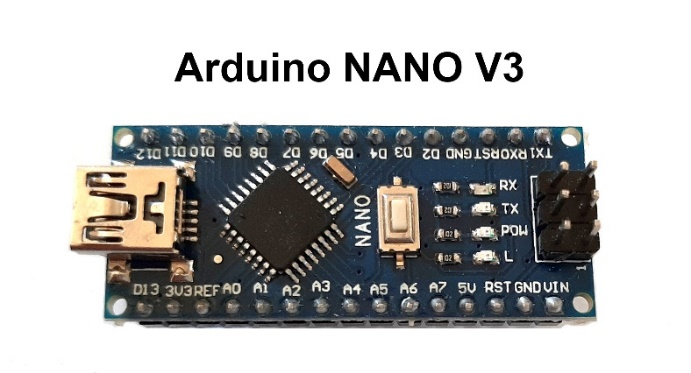 Arduino NANO V3
D12 D11 D10 D9 D8 D7 D6 D5 D4 D3 D2 GND RST RX0 TX1
RX
TX
POW
L
NANO
1
D13 3V3 REF A0 A1 A2 A3 A4 A5 A6 A7 5V RST GND VIN